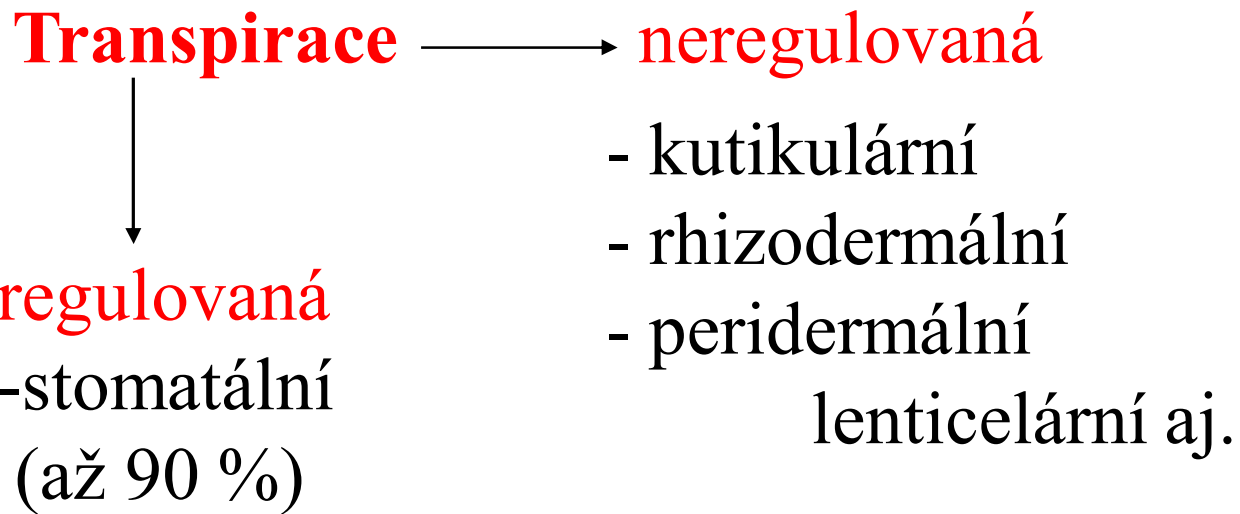 Transpirace
neregulovaná
- kutikulární
- rhizodermální
- peridermální
lenticelární aj.
regulovaná
-stomatální
(až 90 %)